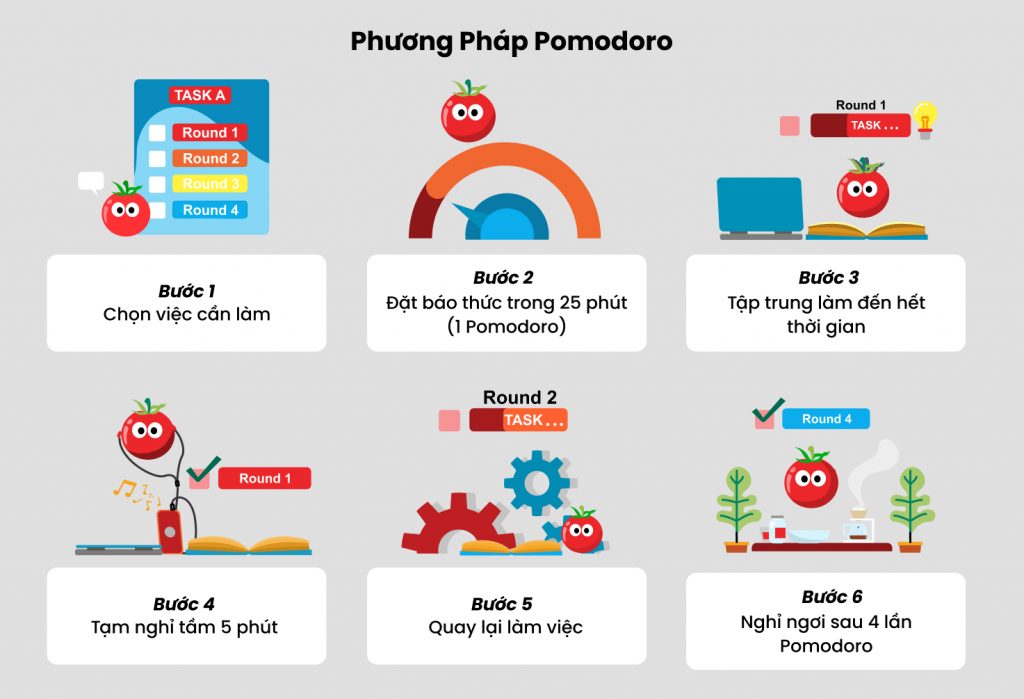 Phương Pháp Pomodoro
TASK A
Round 1
Round 2
Round 3
Round 4
Bước 1
Chọn việc cần làm
Bước 2
Đặt báo thức trong 25 phút
(1 Pomodoro)
Round 1
TASK...
Bước 3
Tập trung làm đến hết
thời gian
Round 1
Bước 4
Tạm nghỉ tầm 5 phút
Round 2
TASK...
Bước 5
Quay lại làm việc
Round 4
Bước 6
Nghỉ ngơi sau 4 lần
Pomodoro